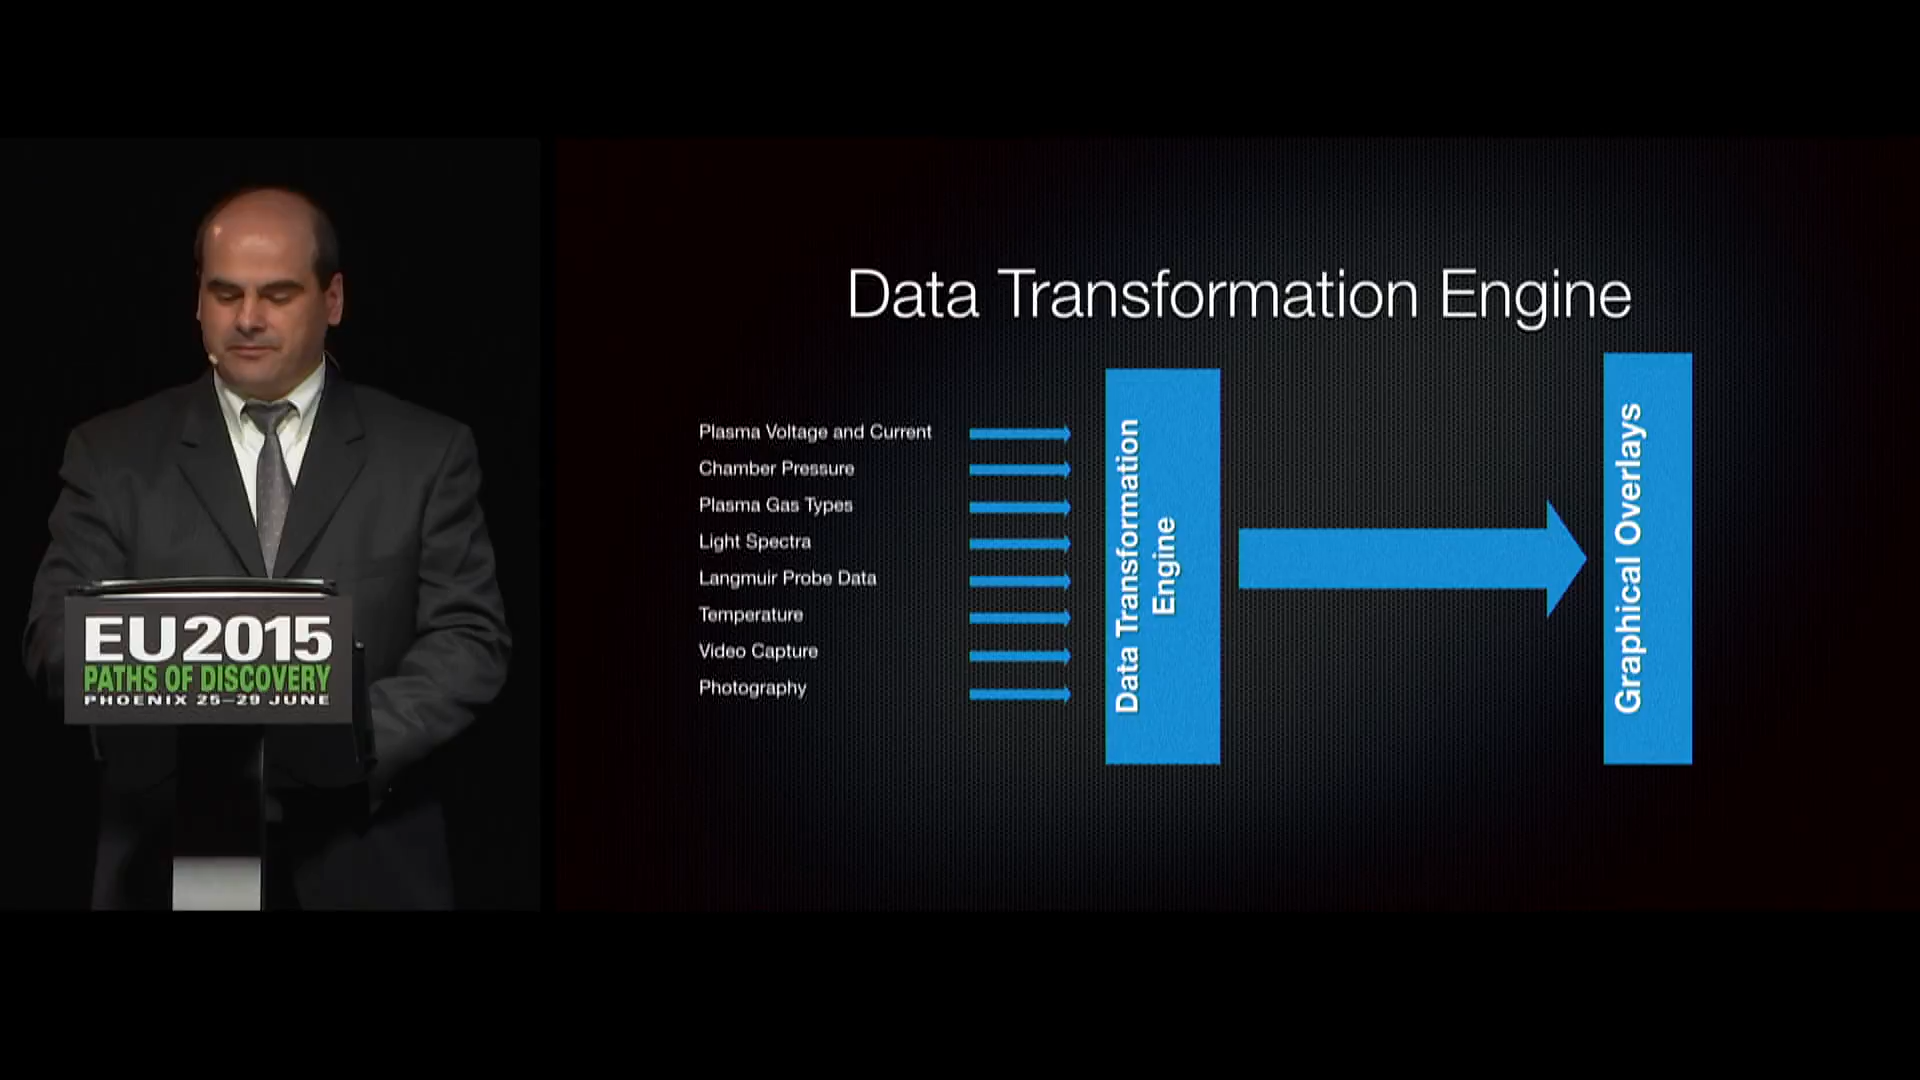 EU2015
PATHS OF DISCOVERY
PHOENIX 25–29 JUNE
Data Transformation Engine
Plasma Voltage and Current
Chamber Pressure
Plasma Gas Types
Light Spectra
Langmuir Probe Data
Temperature
Video Capture
Photography
Data Transformation
Engine
Graphical Overlays